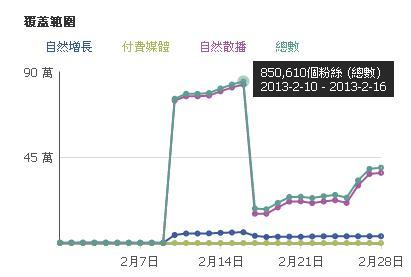 覆蓋範圍
自然增長 付費媒體 自然散播 總數
90 萬
850,610個粉絲 (總數)
2013-2-10 - 2013-2-16
45 萬
2月7日 2月14日 2月21日 2月28日